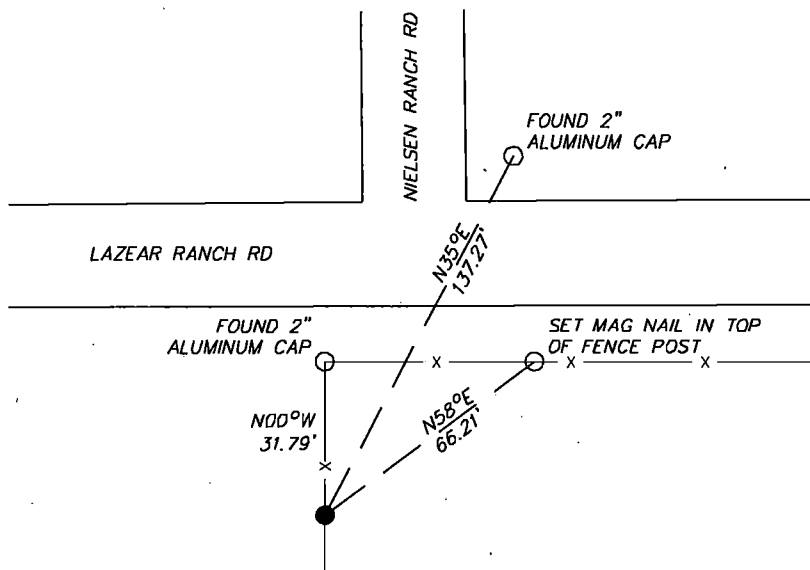 NIELSEN RANCH RD
FOUND 2"
ALUMINUM CAP
LAZEAR RANCH RD
N35°E
137.27'
FOUND 2"
ALUMINUM CAP
SET MAG NAIL IN TOP
OF FENCE POST
X
X
X
N58°E
66.21'
N00°W
31.79'
X